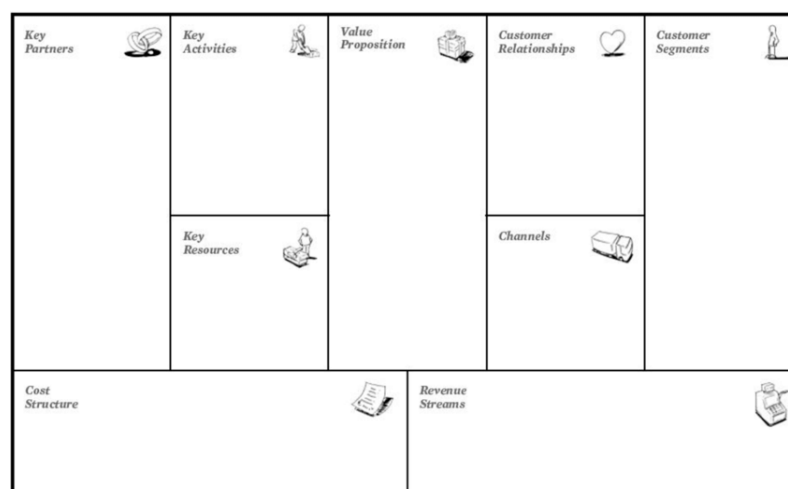 Key
Partners
Key
Activities
Value
Proposition
Customer
Relationships
Customer
Segments
Key
Resources
Channels
Cost
Structure
Revenue
Streams